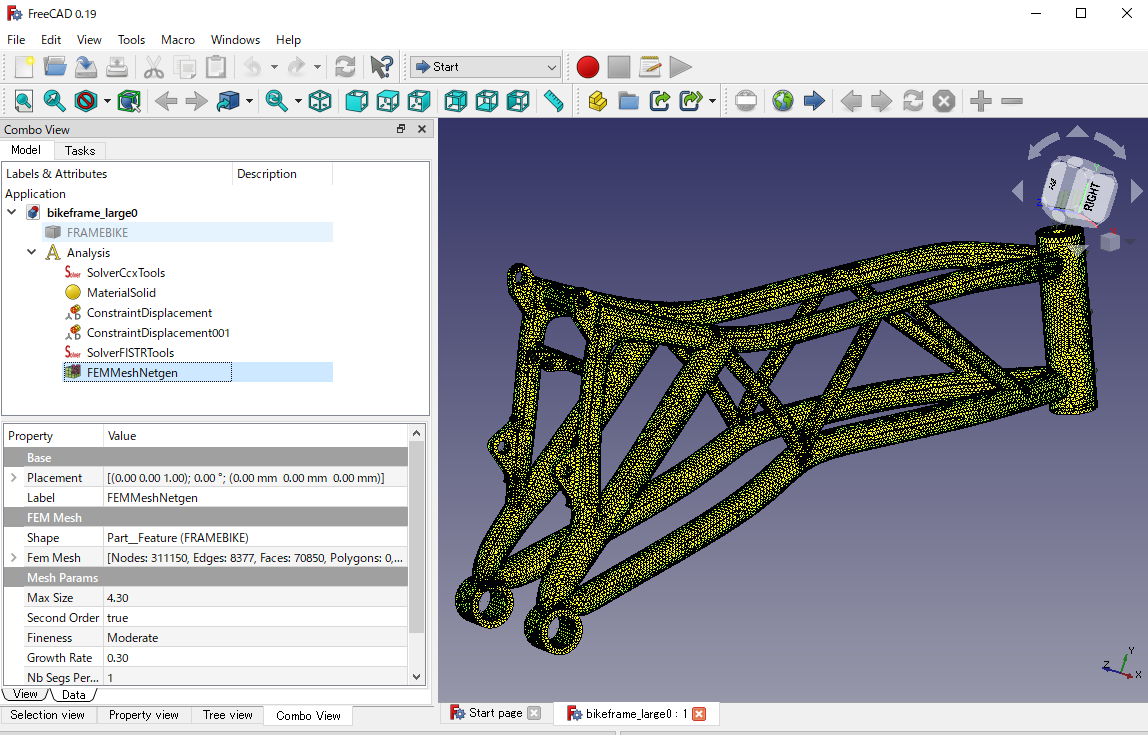 FreeCAD 0.19
File Edit View Tools Macro Windows Help
Start
Combo View
Model Tasks
Labels & Attributes Description
Application
bikeframe_large0
FRAMEBIKE
Analysis
Solver SolverCcxTools
MaterialSolid
ConstraintDisplacement
ConstraintDisplacement001
Solver SolverFISTRTools
FEMMeshNetgen
Property Value
Base
Placement [(0.00 0.00 1.00); 0.00 °; (0.00 mm 0.00 mm 0.00 mm)]
Label FEMMeshNetgen
FEM Mesh
Shape Part__Feature (FRAMEBIKE)
Fem Mesh [Nodes: 311150, Edges: 8377, Faces: 70850, Polygons: 0,...
Mesh Params
Max Size 4.30
Second Order true
Fineness Moderate
Growth Rate 0.30
Nb Segs Per... 1
View Data
Selection view Property view Tree view Combo View
RIGHT
Y
Z
X
Start page
bikeframe_large0 : 1